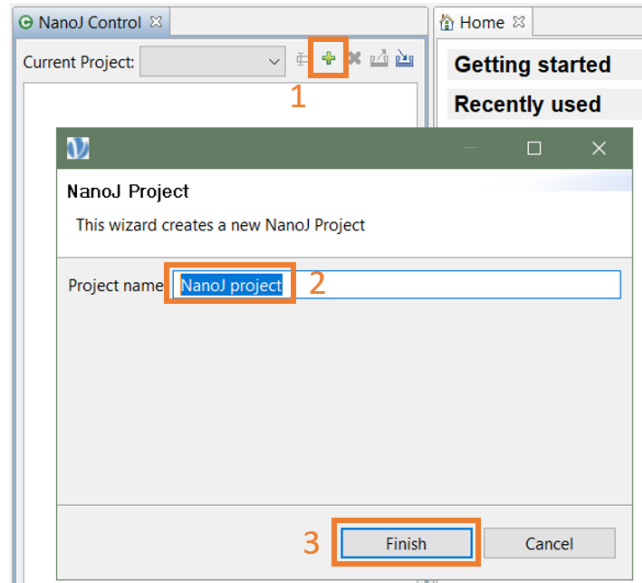 NanoJ Control
Home
Current Project:
1
Getting started
Recently used
NanoJ Project
This wizard creates a new NanoJ Project
Project name
NanoJ project
2
3
Finish
Cancel